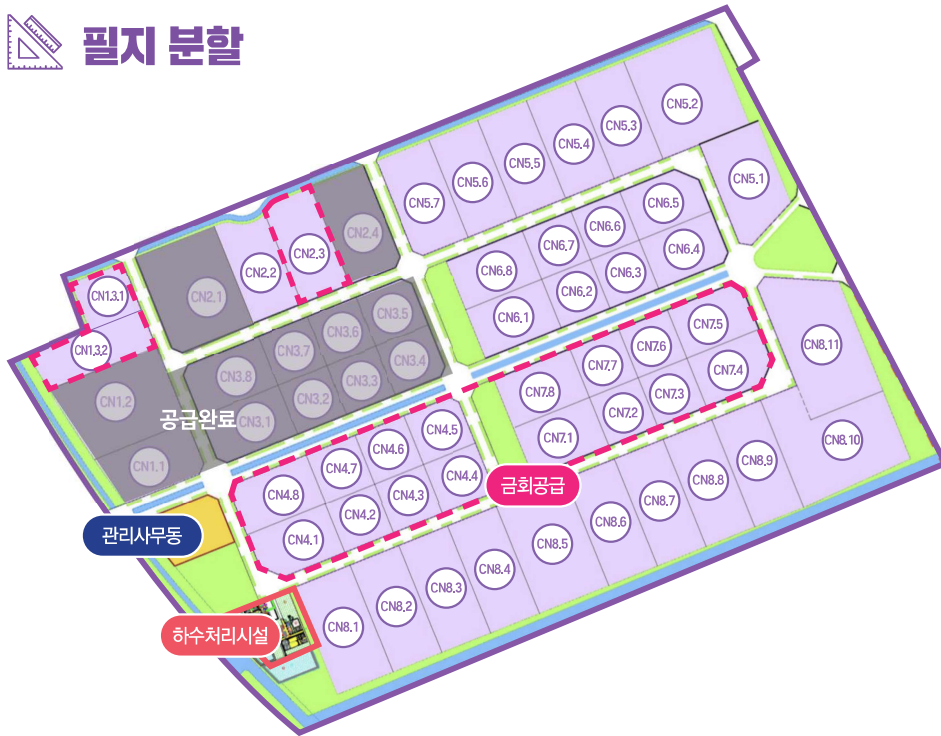 필지 분할
CN5.2
CN5.3
CN5.4
CN5.5
CN5.6
CN5.7
CN5.1
CN6.5
CN6.6
CN6.7
CN6.8
CN6.4
CN6.3
CN6.2
CN6.1
CN2.4
CN2.3
CN2.2
CN2.1
CN1.3.1
CN1.3.2
CN1.2
CN1.1
CN3.5
CN3.6
CN3.7
CN3.8
CN3.4
CN3.3
CN3.2
CN3.1
공급완료
CN7.5
CN7.6
CN7.7
CN7.8
CN7.4
CN7.3
CN7.2
CN7.1
CN4.5
CN4.6
CN4.7
CN4.8
CN4.4
CN4.3
CN4.2
CN4.1
금회공급
관리사무동
하수처리시설
CN8.11
CN8.10
CN8.9
CN8.8
CN8.7
CN8.6
CN8.5
CN8.4
CN8.3
CN8.2
CN8.1